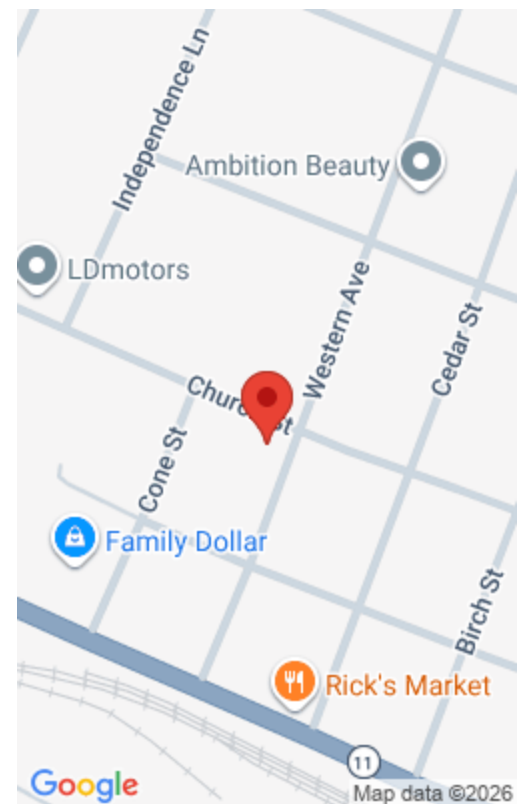 Independence Ln
Ambition Beauty
LDmotors
Western Ave
Cedar St
Church St
Cone St
Family Dollar
Birch St
Rick's Market
11
Google
Map data ©2026